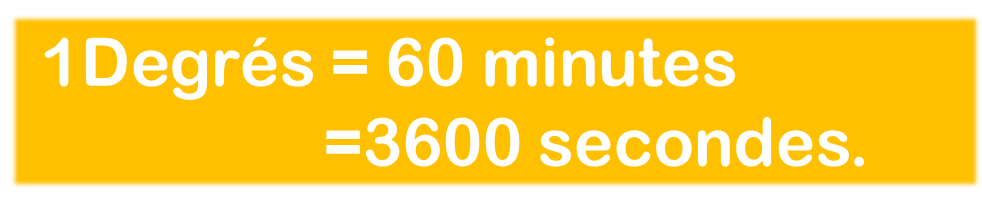 1Degrés = 60 minutes
=3600 secondes.